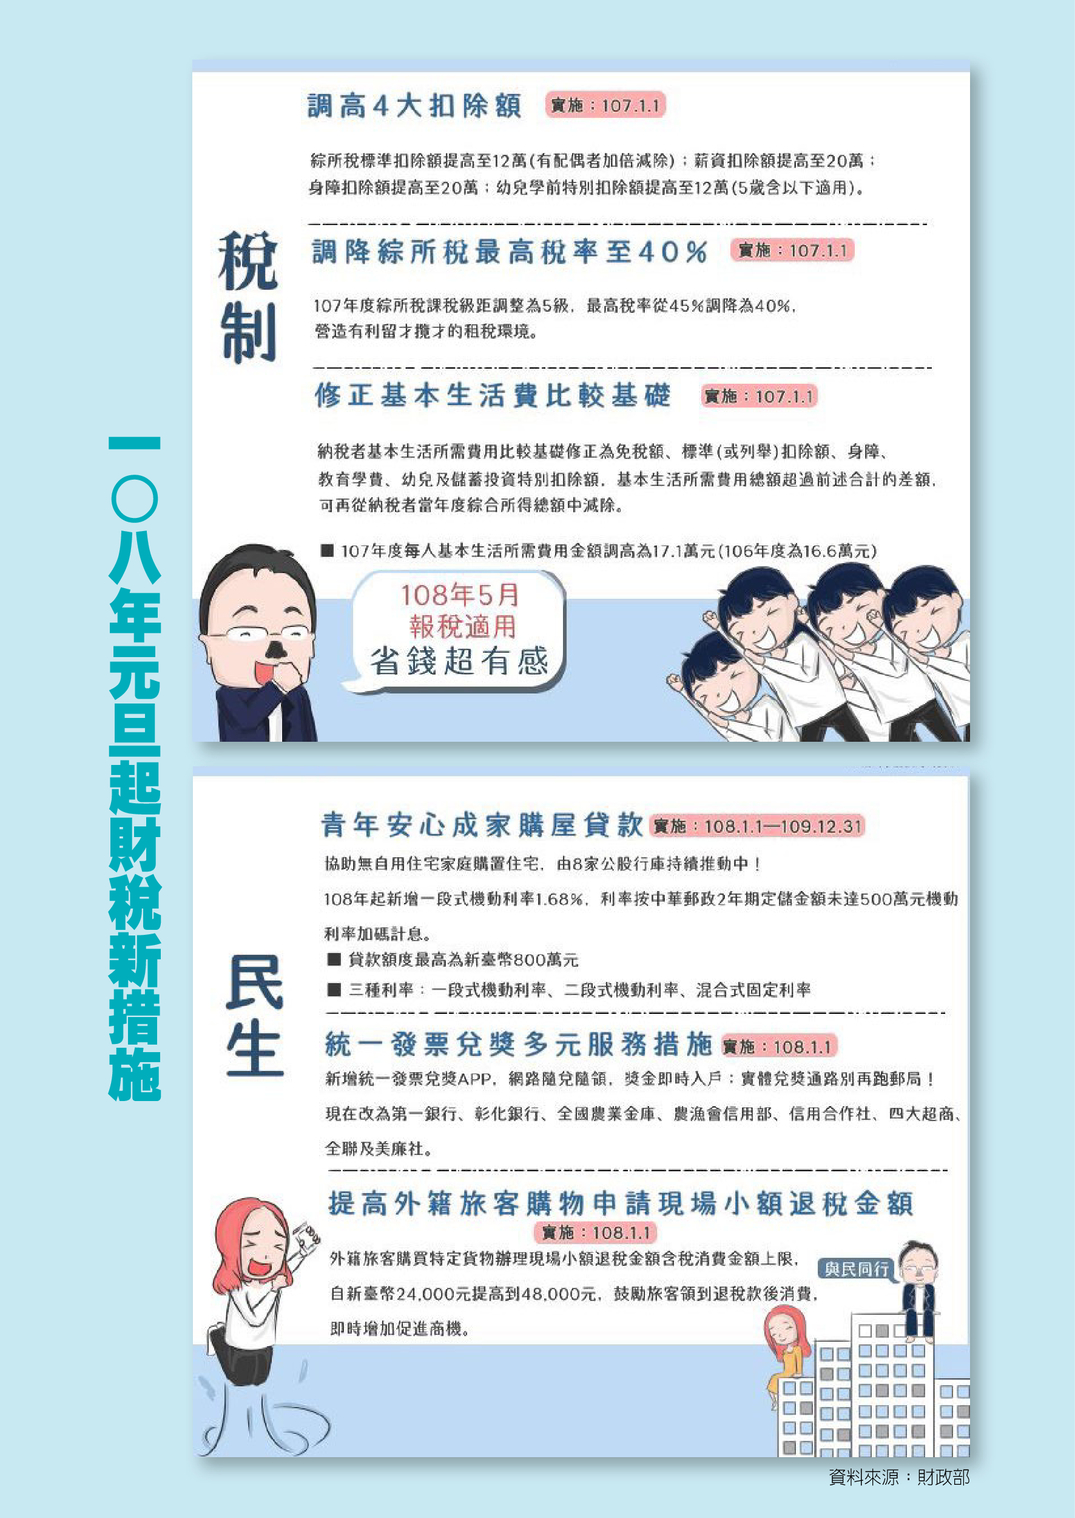 一〇八年元旦起財稅新措施
稅制
調高4大扣除額 實施：107.1.1
綜所稅標準扣除額提高至12萬(有配偶者加倍減除)；薪資扣除額提高至20萬；
身障扣除額提高至20萬；幼兒學前特別扣除額提高至12萬(5歲含以下適用)。
調降綜所稅最高稅率至40% 實施：107.1.1
107年度綜所稅課稅級距調整為5級，最高稅率從45%調降為40%，
營造有利留才攬才的租稅環境。
修正基本生活費比較基礎 實施：107.1.1
納稅者基本生活所需費用比較基礎修正為免稅額、標準(或列舉)扣除額、身障、
教育學費、幼兒及儲蓄投資特別扣除額，基本生活所需費用總額超過前述合計的差額，
可再從納稅者當年度綜合所得總額中減除。
■ 107年度每人基本生活所需費用金額調高為17.1萬元(106年度為16.6萬元)
108年5月
報稅適用
省錢超有感
民生
青年安心成家購屋貸款 實施：108.1.1—109.12.31
協助無自用住宅家庭購置住宅，由8家公股行庫持續推動中！
108年起新增一段式機動利率1.68%，利率按中華郵政2年期定儲金額未達500萬元機動
利率加碼計息。
■ 貸款額度最高為新臺幣800萬元
■ 三種利率：一段式機動利率、二段式機動利率、混合式固定利率
統一發票兌獎多元服務措施 實施：108.1.1
新增統一發票兌獎APP，網路隨兌隨領，獎金即時入戶；實體兌獎通路別再跑郵局！
現在改為第一銀行、彰化銀行、全國農業金庫、農漁會信用部、信用合作社、四大超商、
全聯及美廉社。
提高外籍旅客購物申請現場小額退稅金額
實施：108.1.1
外籍旅客購買特定貨物辦理現場小額退稅金額含稅消費金額上限，
自新臺幣24,000元提高到48,000元，鼓勵旅客領到退稅款後消費，
即時增加促進商機。
與民同行
資料來源：財政部